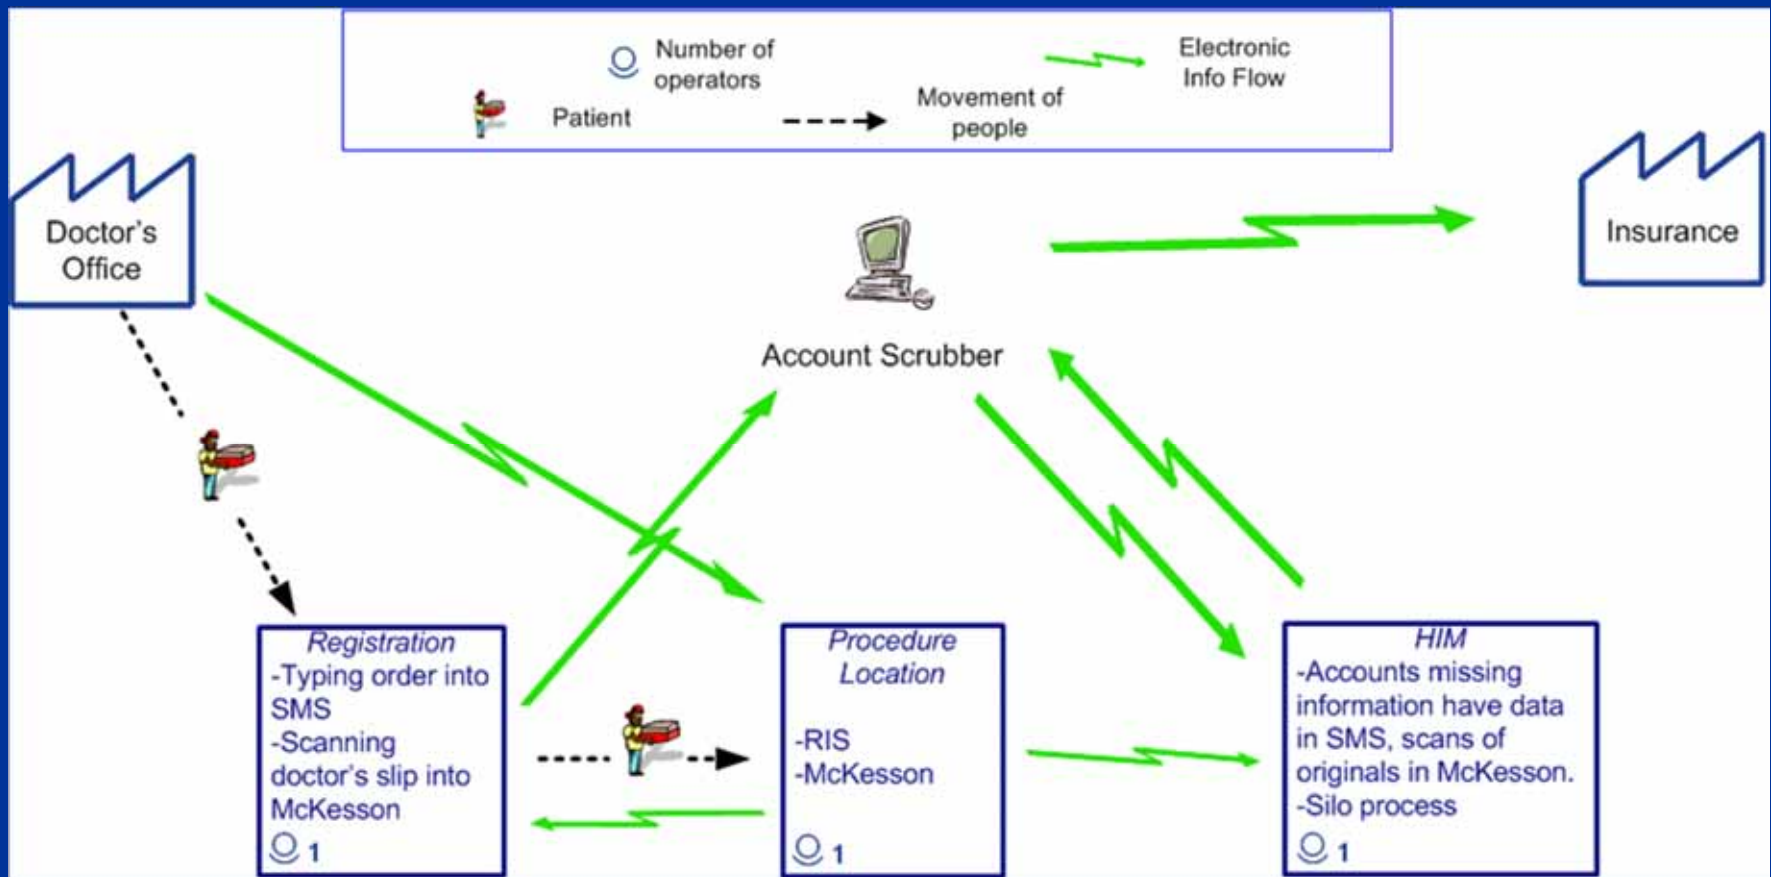 Number of
operators
Electronic
Info Flow
Patient
Movement of
people
Doctor's
Office
Insurance
Account Scrubber
Registration
-Typing order into
SMS
-Scanning
doctor's slip into
McKesson
1
Procedure
Location
-RIS
-McKesson
1
HIM
-Accounts missing
information have data
in SMS, scans of
originals in McKesson.
-Silo process
1